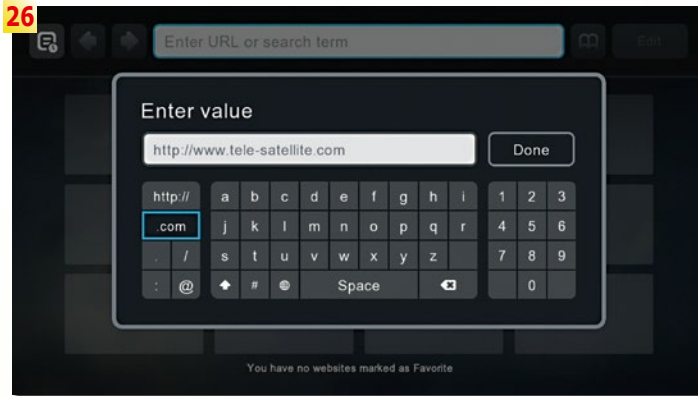 26
Enter URL or search term
Edit
Enter value
http://www.tele-satellite.com
Done
http:// a b c d e f g h i 1 2 3
.com j k l m n o p q r 4 5 6
. / s t u v w x y z 7 8 9
: @ # Space 0
You have no websites marked as Favorite